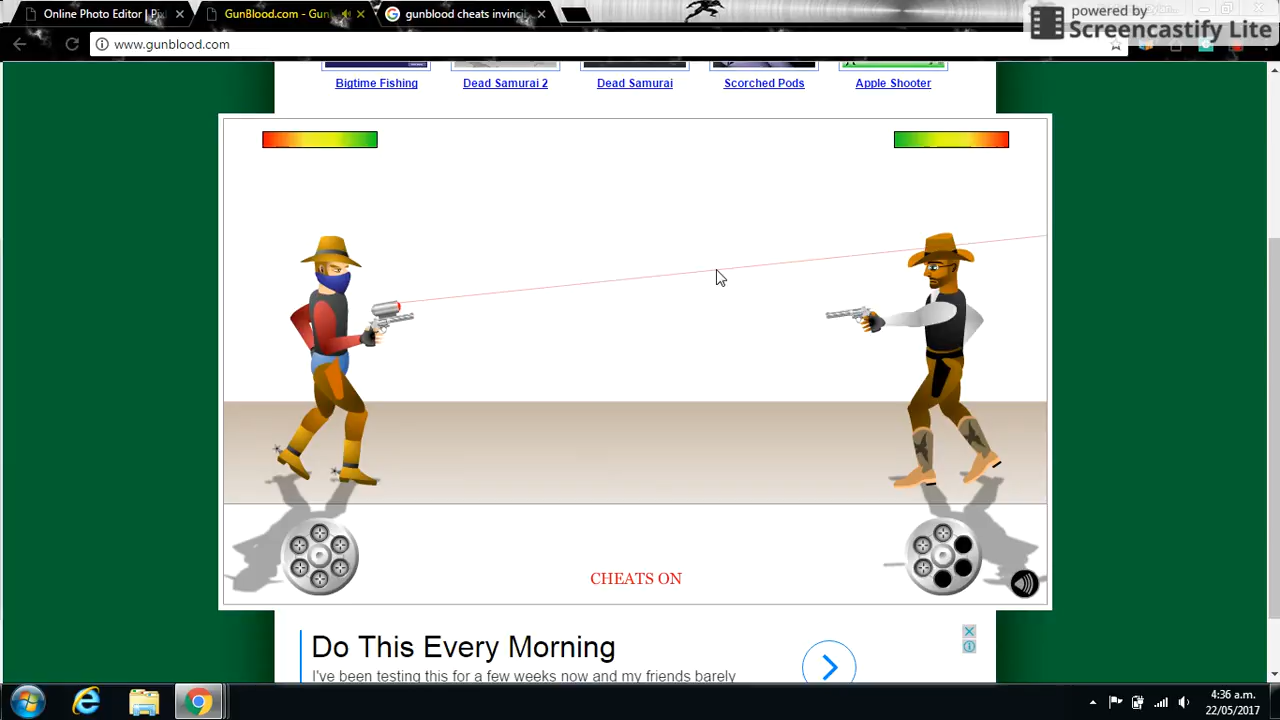 Online Photo Editor | Pixl
GunBlood.com - Gun
gunblood cheats invincib
powered by
Screencastify Lite
www.gunblood.com
Bigtime Fishing
Dead Samurai 2
Dead Samurai
Scorched Pods
Apple Shooter
CHEATS ON
Do This Every Morning
I've been testing this for a few weeks now and my friends barely
4:36 a.m.
22/05/2017